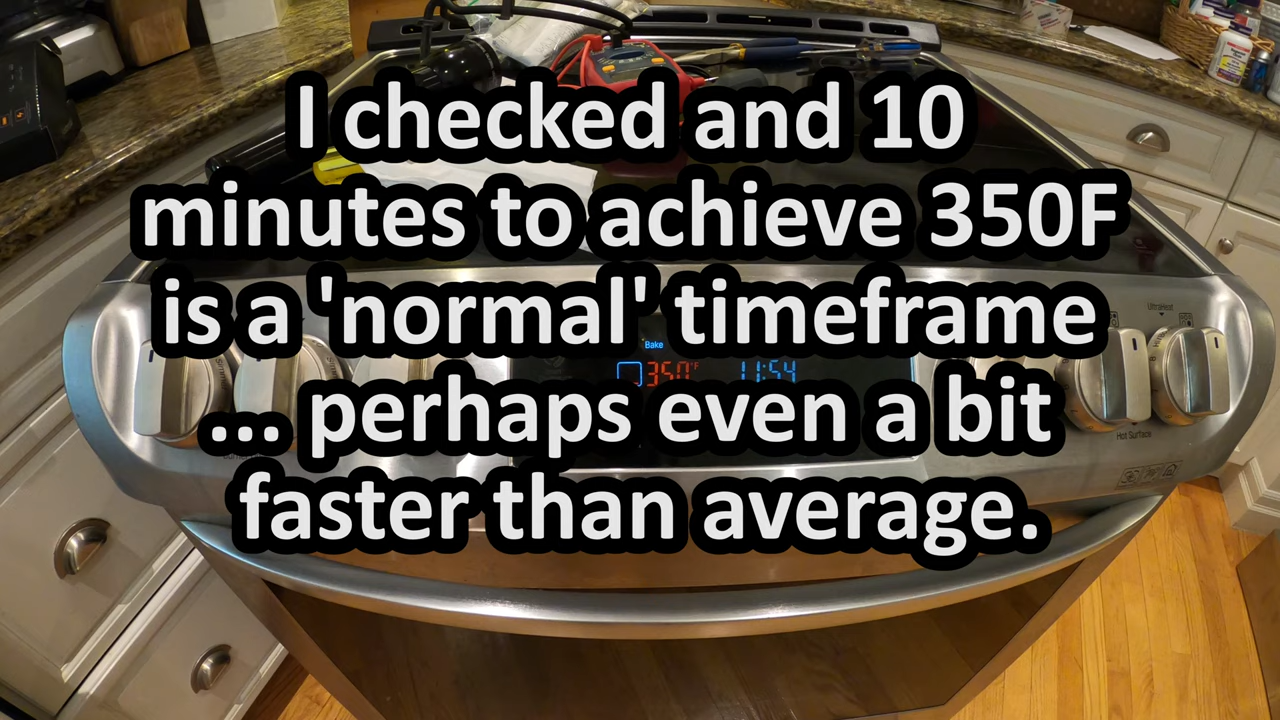 I checked and 10
minutes to achieve 350F
is a 'normal' timeframe
... perhaps even a bit
faster than average.
UltraHeat
Bake
350°F 11:54
Hot Surface